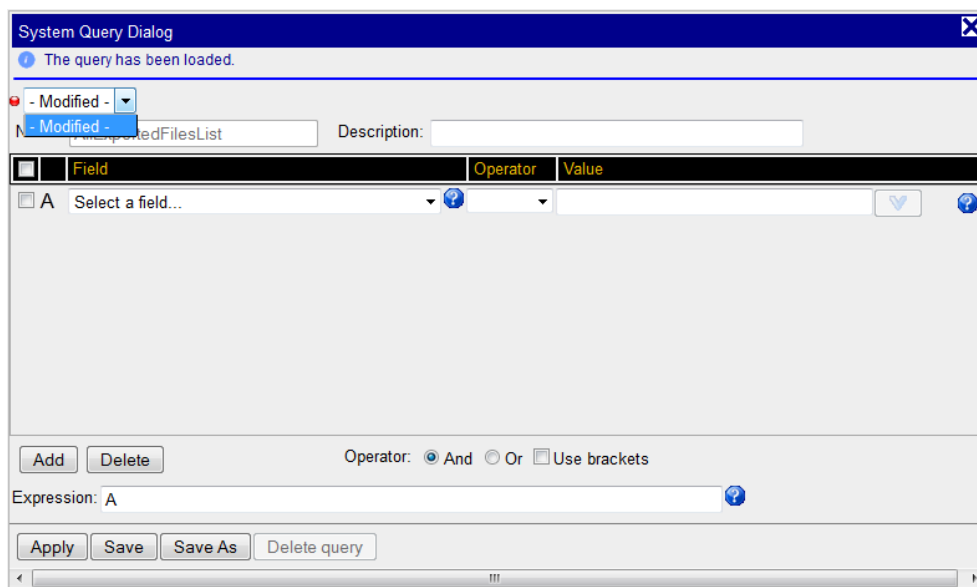 System Query Dialog
The query has been loaded.
- Modified -
- Modified -
Description:
Field Operator Value
A Select a field...
Add Delete Operator: And Or Use brackets
Expression: A
Apply Save Save As Delete query